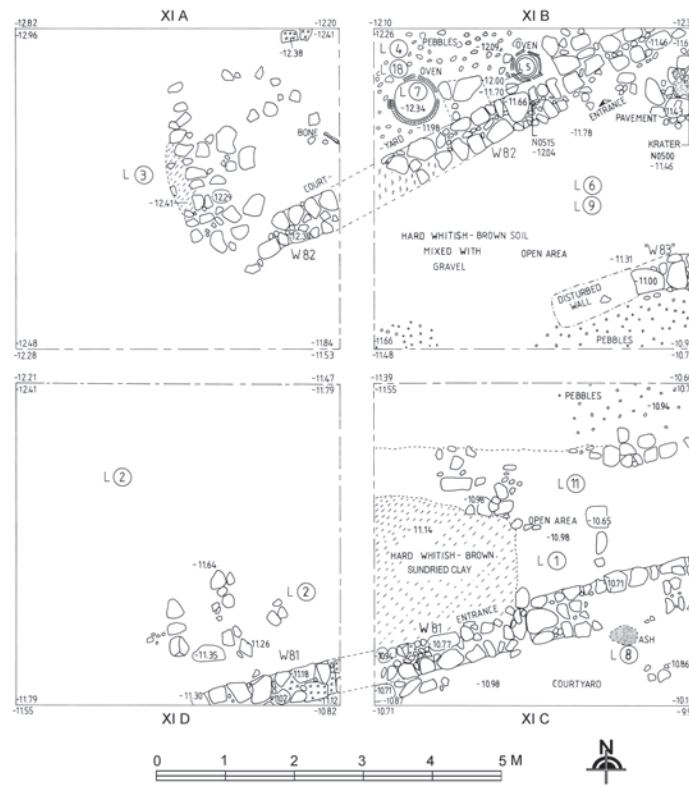 XI A
XI B
-12.82
-12.96
-12.20
-12.41
-12.38
BONE
L 3
12.29
-12.41
COURT
W82
-11.84
-11.53
-12.48
-12.28
-12.10
-12.26
L 4
PEBBLES
-12.09
OVEN
L 5
L 18
OVEN
-12.00
-11.70
L 7
-12.34
11.66
-11.98
-YARD
W82
N0515
-12.04
-11.78
ENTRANCE
-11.46
PAVEMENT
KRATER
N0500
-11.46
L 6
L 9
HARD WHITISH-BROWN SOIL
MIXED WITH
GRAVEL
OPEN AREA
"W83"
-11.31
-11.00
DISTURBED
WALL
PEBBLES
-11.66
-11.48
-12.21
-12.41
-11.47
-11.79
L 2
-11.64
L 2
-11.35
-11.26
W81
11.18
-11.30
-11.12
-10.82
-11.79
-11.55
-11.39
-11.55
PEBBLES
-10.94
L 11
-10.98
-11.14
OPEN AREA
-10.65
-10.98
HARD WHITISH-BROWN
SUNDRIED CLAY
L 1
ENTRANCE
10.71
W81
10.77
ASH
L 8
-10.86
-10.98
COURTYARD
-10.87
-10.71
XI D
XI C
0 1 2 3 4 5 M
N